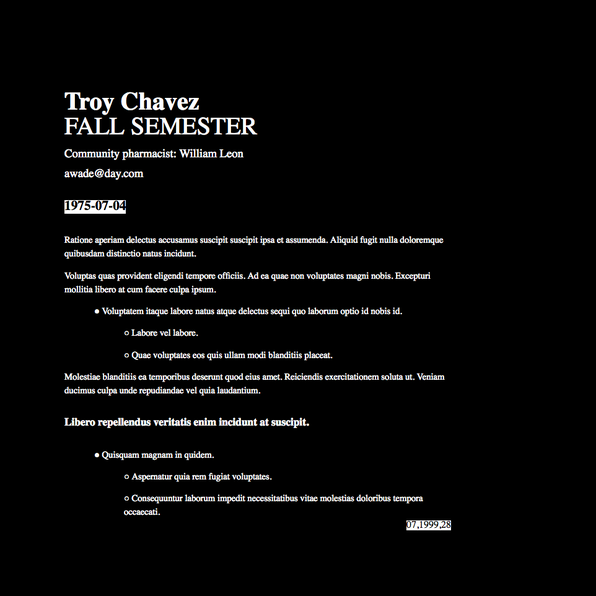 Troy Chavez
FALL SEMESTER
Community pharmacist: William Leon
awade@day.com
1975-07-04
Ratione aperiam delectus accusamus suscipit suscipit ipsa et assumenda. Aliquid fugit nulla doloremque
quibusdam distinctio natus incidunt.
Voluptas quas provident eligendi tempore officiis. Ad ea quae non voluptates magni nobis. Excepturi
mollitia libero at cum facere culpa ipsum.
• Voluptatem itaque labore natus atque delectus sequi quo laborum optio id nobis id.
○ Labore vel labore.
○ Quae voluptates eos quis ullam modi blanditiis placeat.
Molestiae blanditiis ea temporibus deserunt quod eius amet. Reiciendis exercitationem soluta ut. Veniam
ducimus culpa unde repudiandae vel quia laudantium.
Libero repellendus veritatis enim incidunt at suscipit.
• Quisquam magnam in quidem.
○ Aspernatur quia rem fugiat voluptates.
○ Consequuntur laborum impedit necessitatibus vitae molestias doloribus tempora
occaecati.
07,1999,28